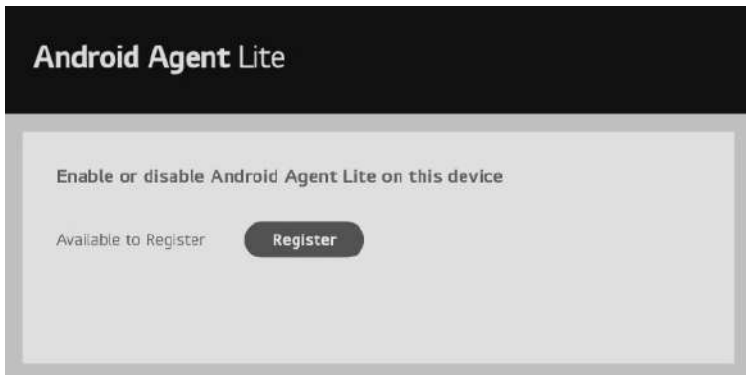 Android Agent Lite
Enable or disable Android Agent Lite on this device
Available to Register
Register